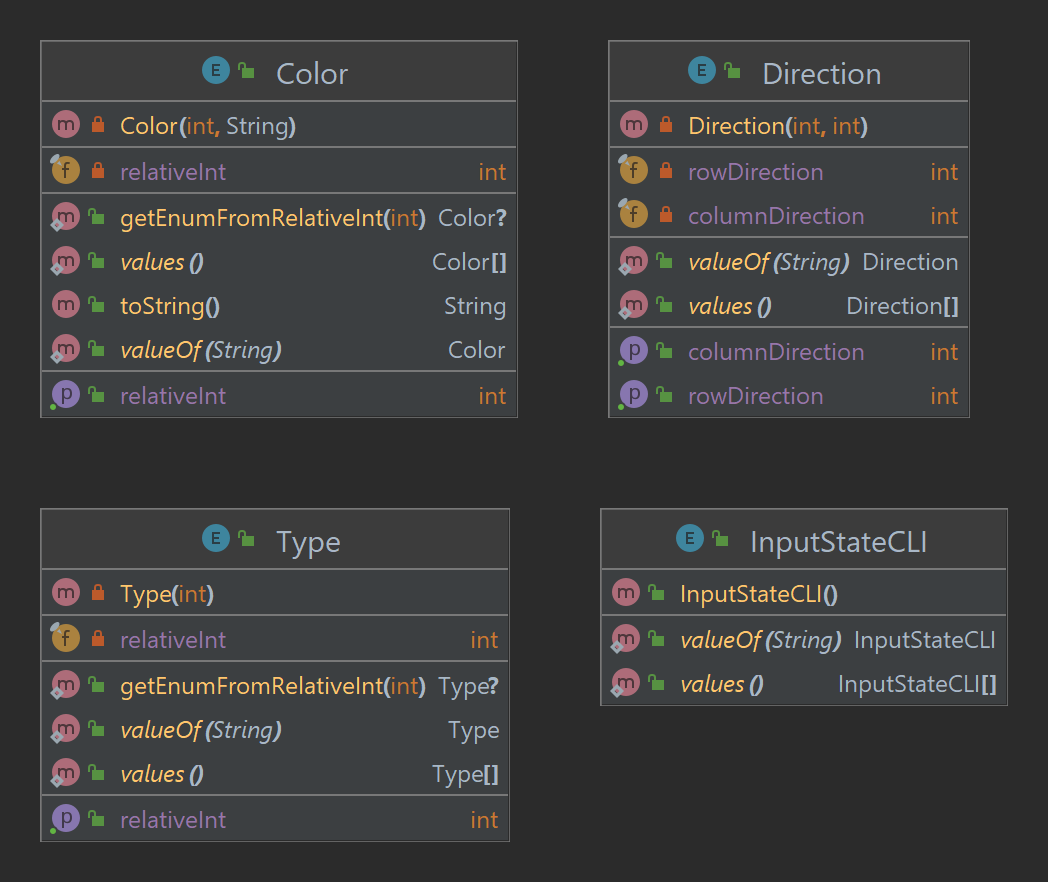 E Color
m Color(int, String)
f relativeInt int
m getEnumFromRelativeInt(int) Color?
m values() Color[]
m toString() String
m valueOf(String) Color
p relativeInt int
E Direction
m Direction(int, int)
f rowDirection int
f columnDirection int
m valueOf(String) Direction
m values() Direction[]
p columnDirection int
p rowDirection int
E Type
m Type(int)
f relativeInt int
m getEnumFromRelativeInt(int) Type?
m valueOf(String) Type
m values() Type[]
p relativeInt int
E InputStateCLI
m InputStateCLI()
m valueOf(String) InputStateCLI
m values() InputStateCLI[]